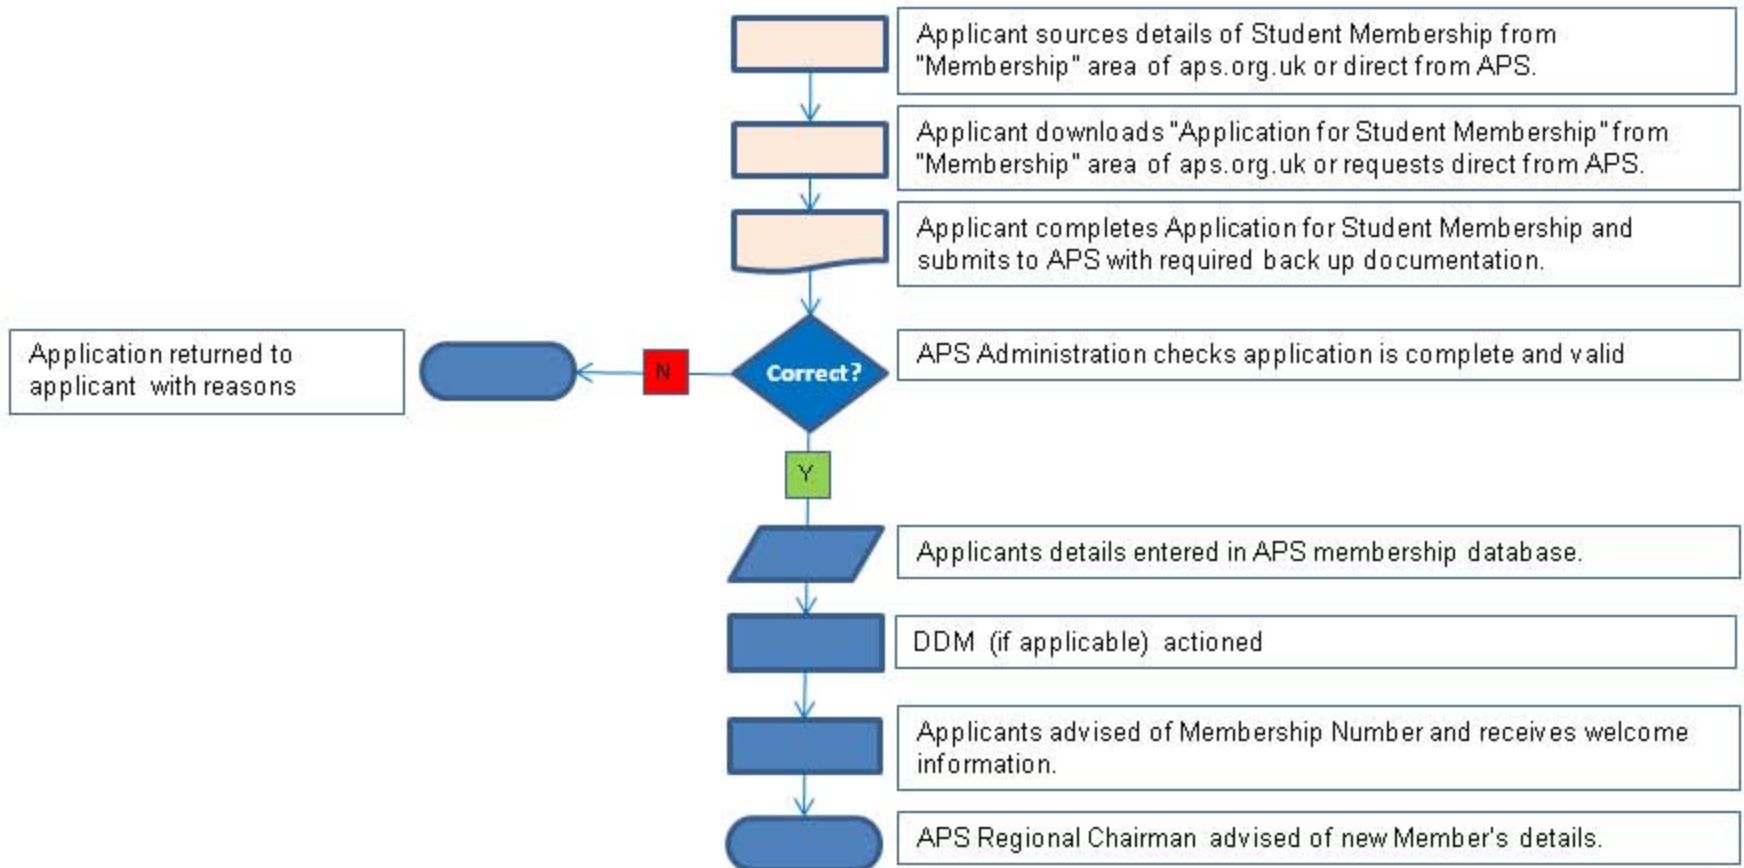 Applicant sources details of Student Membership from
"Membership" area of aps.org.uk or direct from APS.
Applicant downloads "Application for Student Membership" from
"Membership" area of aps.org.uk or requests direct from APS.
Applicant completes Application for Student Membership and
submits to APS with required back up documentation.
Application returned to
applicant with reasons
N
Correct?
APS Administration checks application is complete and valid
Y
Applicants details entered in APS membership database.
DDM (if applicable) actioned
Applicants advised of Membership Number and receives welcome
information.
APS Regional Chairman advised of new Member's details.